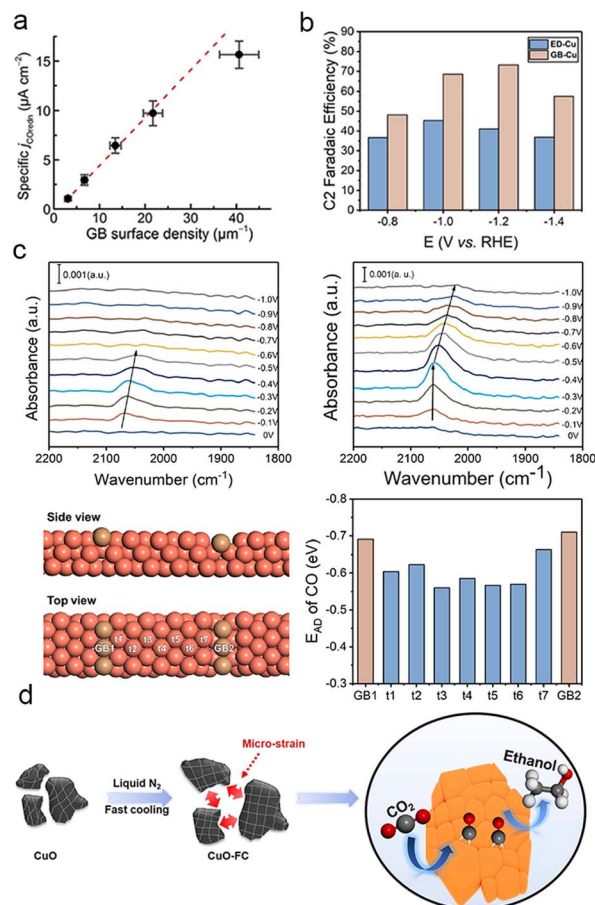 a
Specific jCOredn (μA cm⁻²)
15
10
5
0
0 10 20 30 40
GB surface density (μm⁻¹)
b
ED-Cu
GB-Cu
C2 Faradaic Efficiency (%)
90
80
70
60
50
40
30
20
10
0
-0.8 -1.0 -1.2 -1.4
E (V vs. RHE)
c
0.001(a.u.)
Absorbance (a.u.)
-1.0V
-0.9V
-0.8V
-0.7V
-0.6V
-0.5V
-0.4V
-0.3V
-0.2V
-0.1V
0V
2200 2100 2000 1900 1800
Wavenumber (cm⁻¹)
0.001(a.u.)
Absorbance (a.u.)
-1.0V
-0.9V
-0.8V
-0.7V
-0.6V
-0.5V
-0.4V
-0.3V
-0.2V
-0.1V
0V
2200 2100 2000 1900 1800
Wavenumber (cm⁻¹)
Side view
Top view
GB1 t1 t2 t3 t4 t5 t6 t7 GB2
EAD of CO (eV)
-0.8
-0.7
-0.6
-0.5
-0.4
-0.3
GB1 t1 t2 t3 t4 t5 t6 t7 GB2
d
CuO
Liquid N₂
Fast cooling
Micro-strain
CuO-FC
CO₂
Ethanol